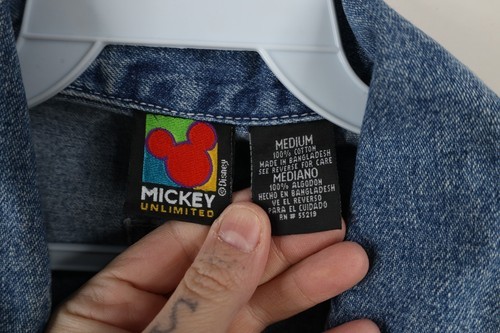 MICKEY
UNLIMITED
©Disney
MEDIUM
100% COTTON
MADE IN BANGLADESH
SEE REVERSE FOR CARE
MEDIANO
100% ALGODON
HECHO EN BANGLADESH
VE EL REVERSO
PARA EL CUIDADO
RN # 55219